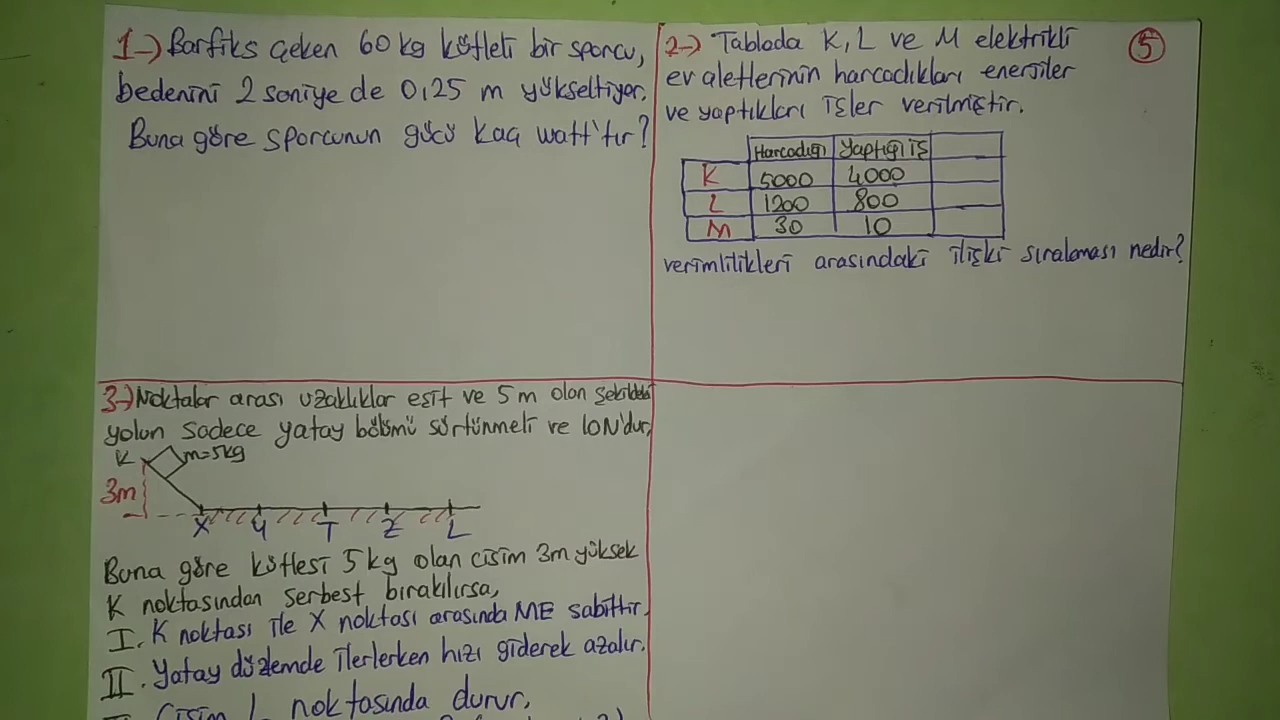 1-) Barfiks çeken 60 kg kütleli bir sporcu,
bedenini 2 saniyede 0,25 m yükseltiyor.
Buna göre sporcunun gücü kaç watt'tır?
2-) Tabloda K, L ve M elektrikli
5
ev aletlerinin harcadıkları enerjiler
ve yaptıkları işler verilmiştir.
Harcadığı Yaptığı iş
K 5000 4000
L 1200 800
M 30 10
verimlilikleri arasındaki ilişki sıralaması nedir?
3-) Noktalar arası uzaklıklar eşit ve 5 m olan şekildeki
yolun sadece yatay bölümü sürtünmeli ve 10N'dur,
K m=5kg
3m
X Y T Z L
Buna göre kütlesi 5 kg olan cisim 3m yüksek
K noktasından serbest bırakılırsa,
I. K noktası ile X noktası arasında ME sabittir.
II. Yatay düzlemde ilerlerken hızı giderek azalır.
Cisim L noktasında durur.